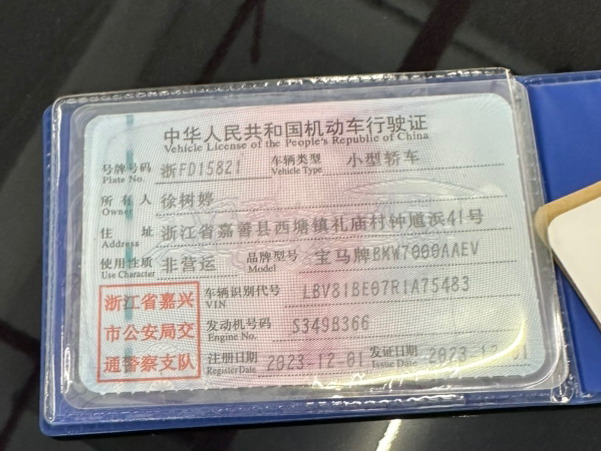 中华人民共和国机动车行驶证
Vehicle License of the People's Republic of China
号牌号码 浙FD15821 车辆类型 小型轿车
Plate No. Vehicle Type
所有人 徐树婷
Owner
住址 浙江省嘉善县西塘镇礼庙村钟馗浜41号
Address
使用性质 非营运 品牌型号 宝马牌BMW7000AAEV
Use Character Model
浙江省嘉兴
市公安局交
通警察支队
车辆识别代号 LBV81BE07R1A75483
VIN
发动机号码 S349B366
Engine No.
注册日期 2023-12-01 发证日期 2023-12-01
Register Date Issue Date